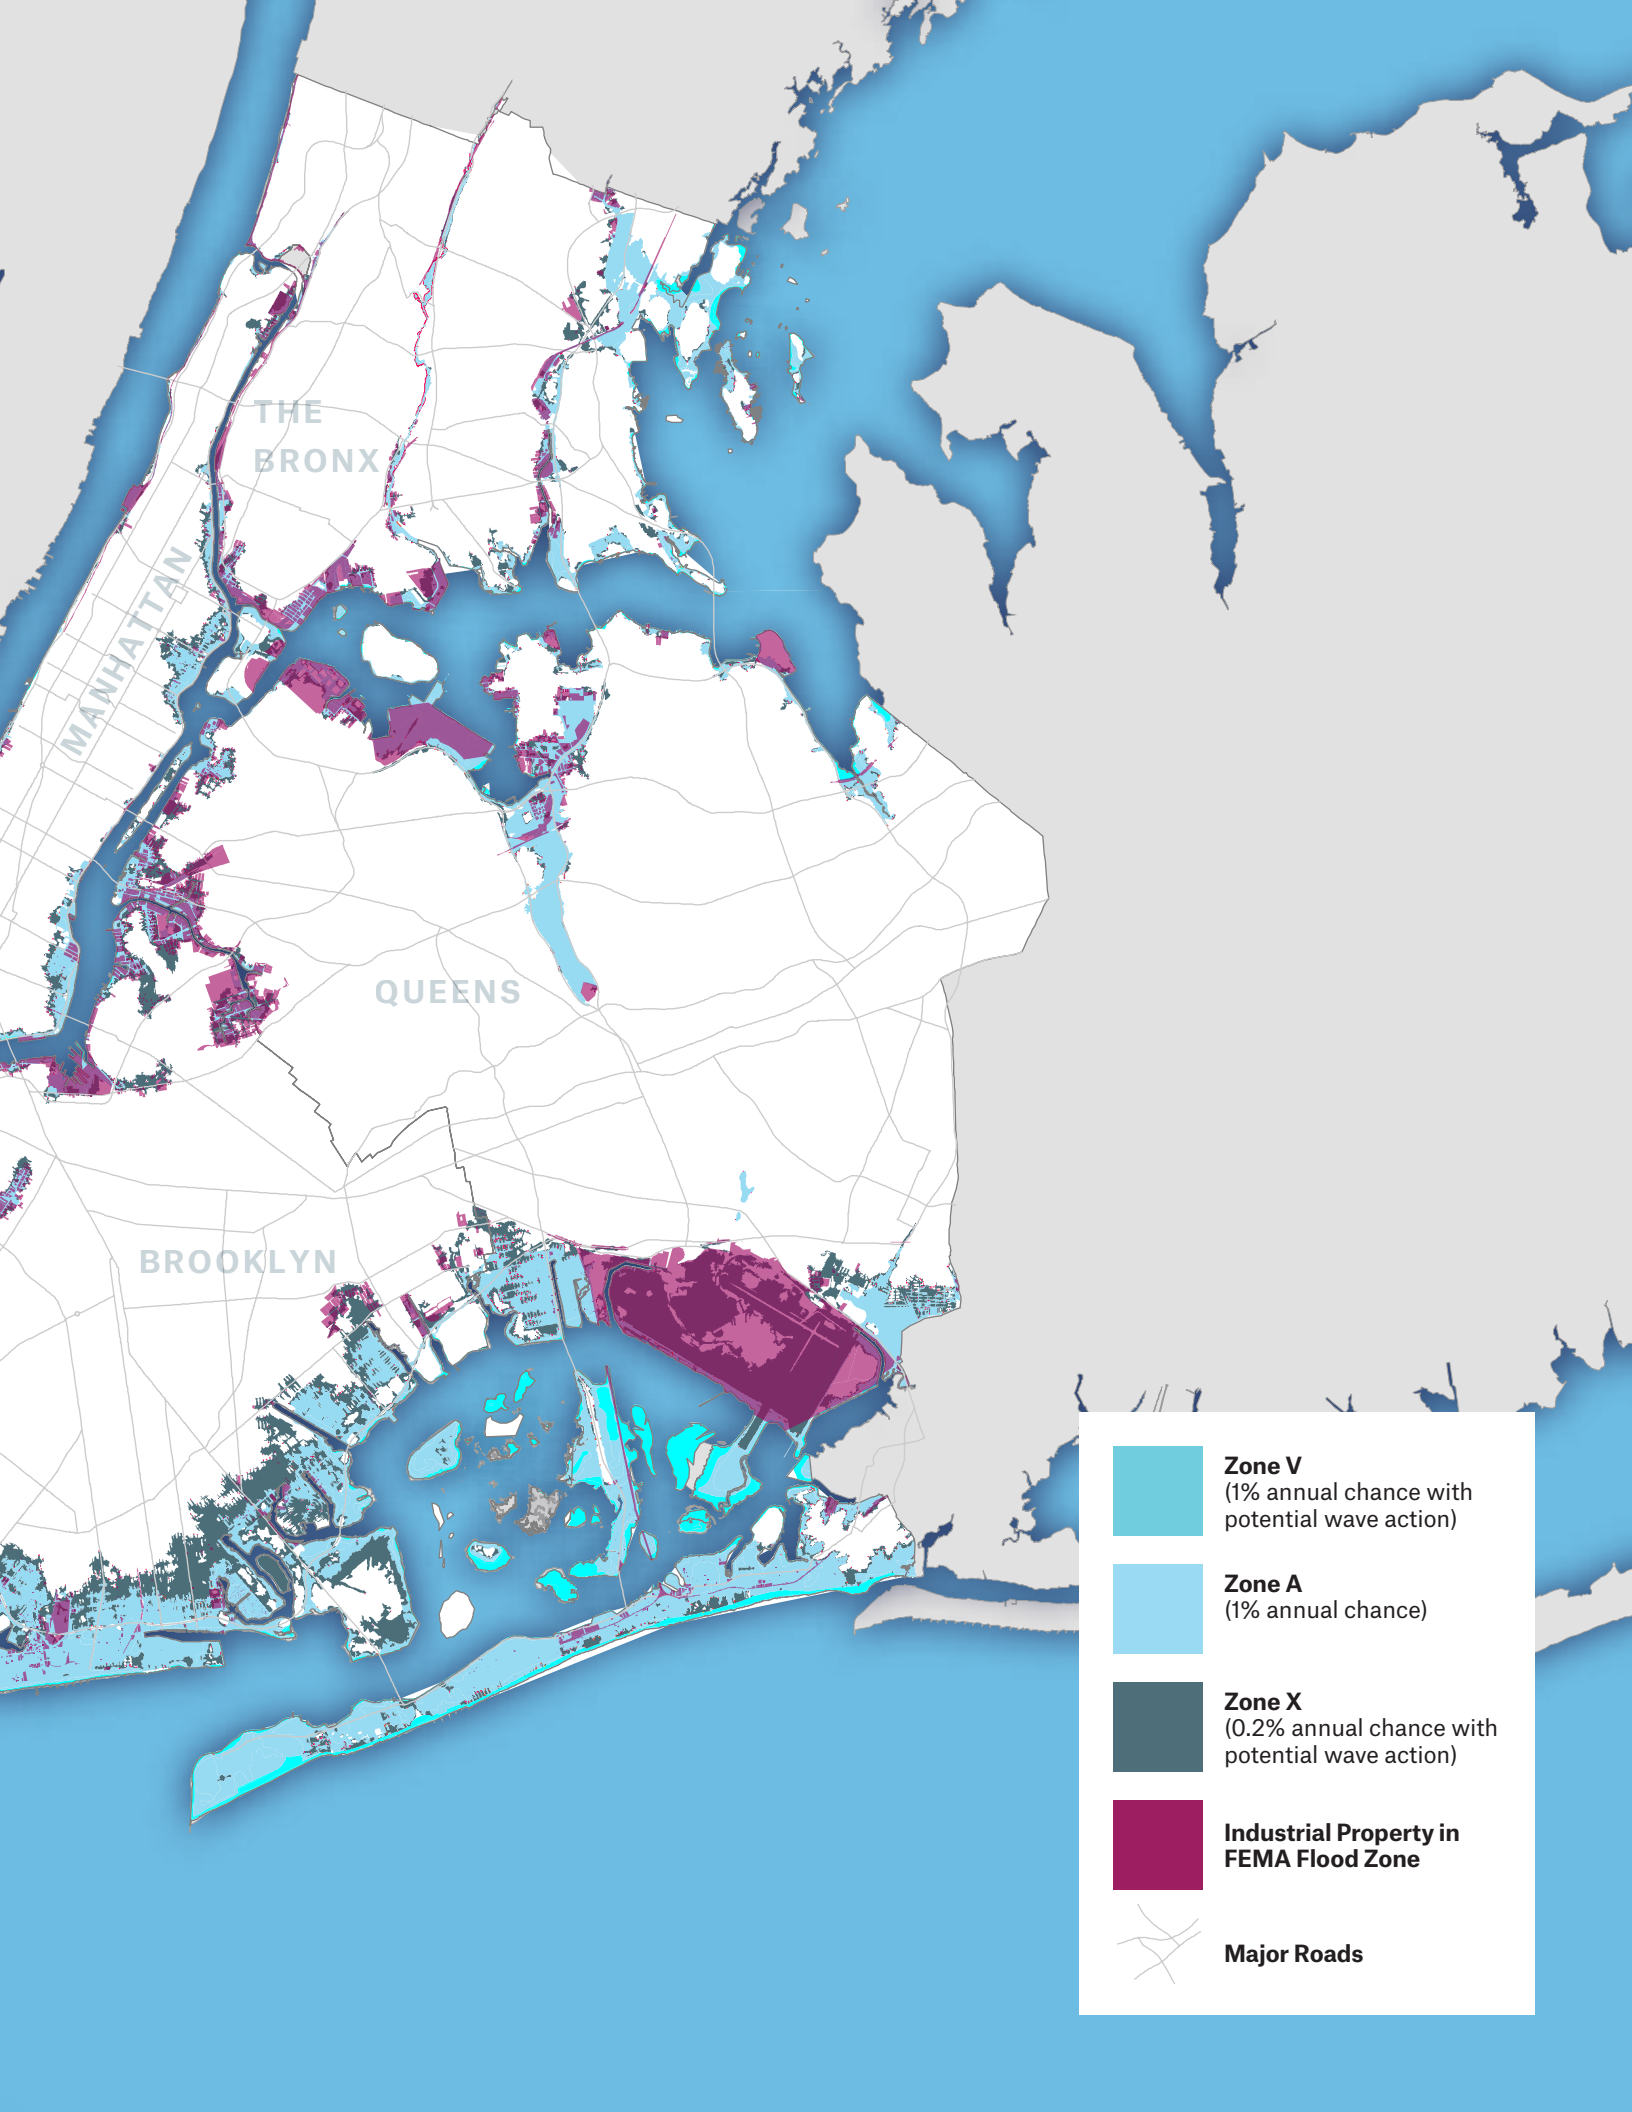 THE
BRONX
MANHATTAN
QUEENS
BROOKLYN
Zone V
(1% annual chance with
potential wave action)
Zone A
(1% annual chance)
Zone X
(0.2% annual chance with
potential wave action)
Industrial Property in
FEMA Flood Zone
Major Roads